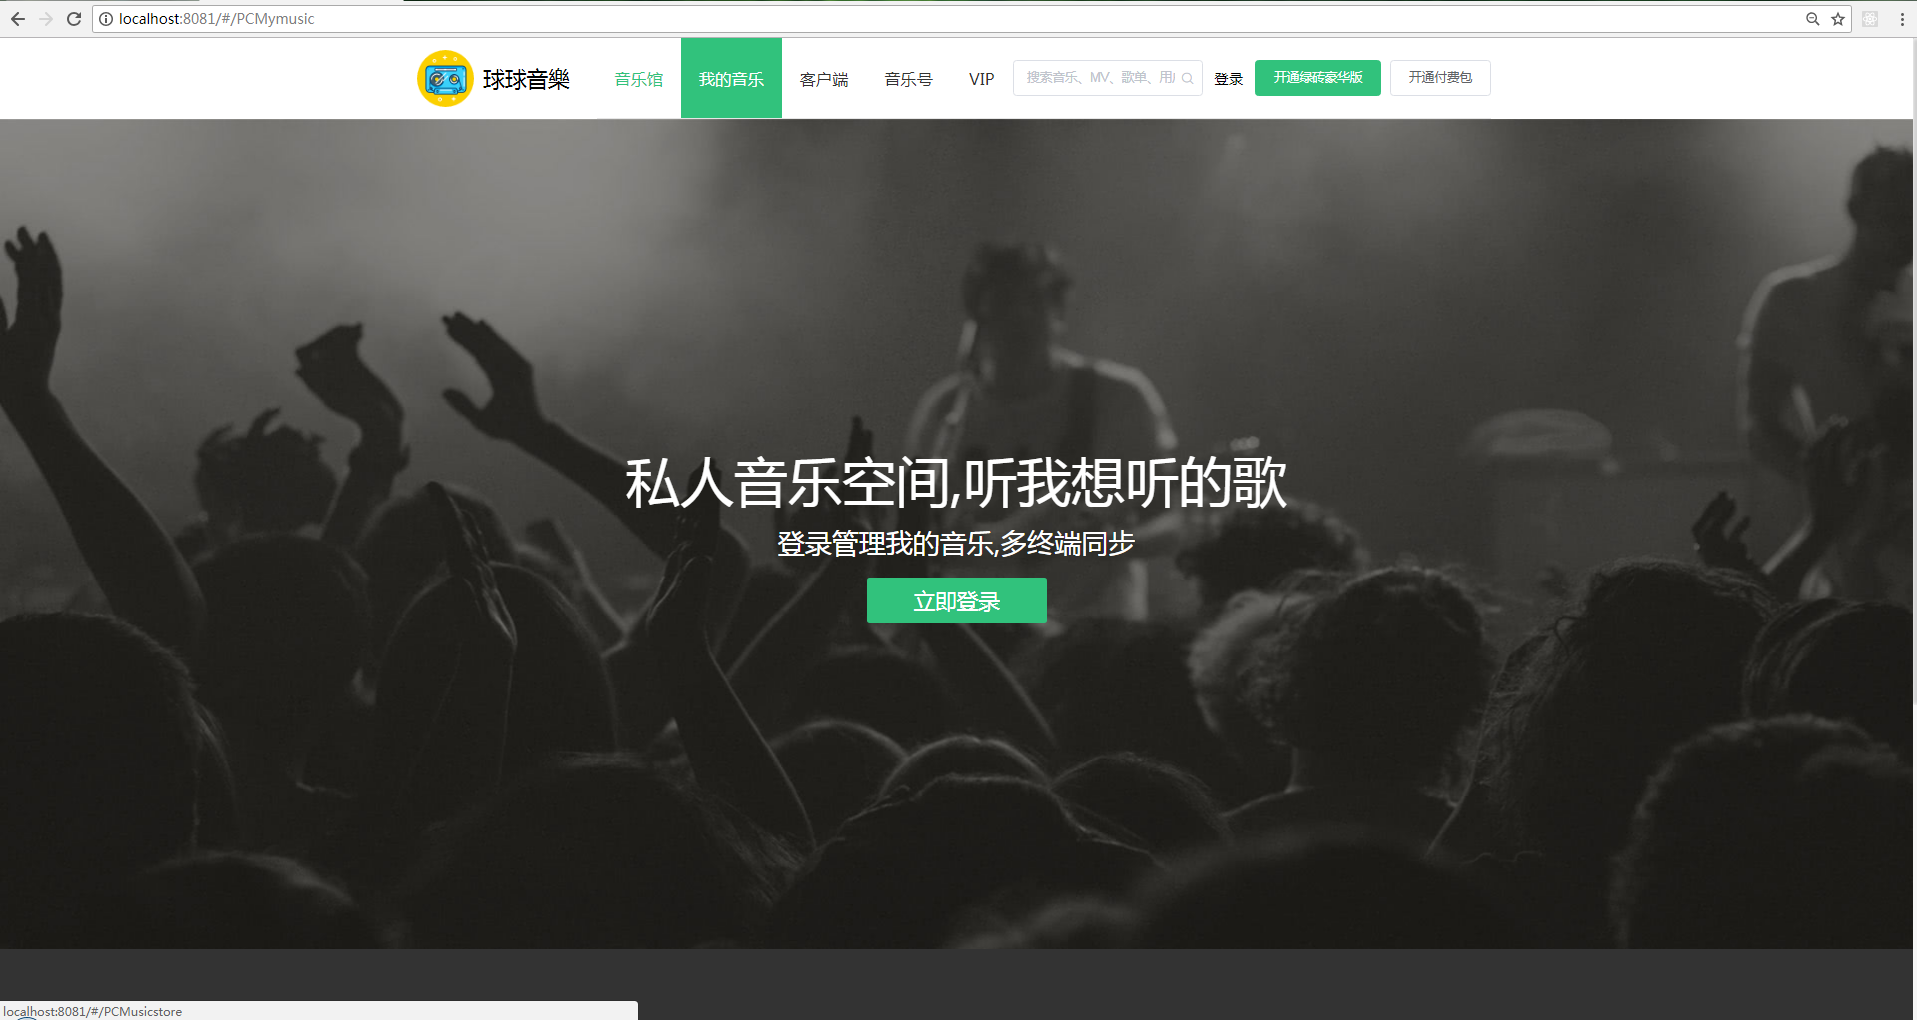 localhost:8081/#/PCMymusic
球球音樂
音乐馆
我的音乐
客户端
音乐号
VIP
搜索音乐、MV、歌单、用
登录
开通绿砖豪华版
开通付费包
私人音乐空间,听我想听的歌
登录管理我的音乐,多终端同步
立即登录
localhost:8081/#/PCMusicstore